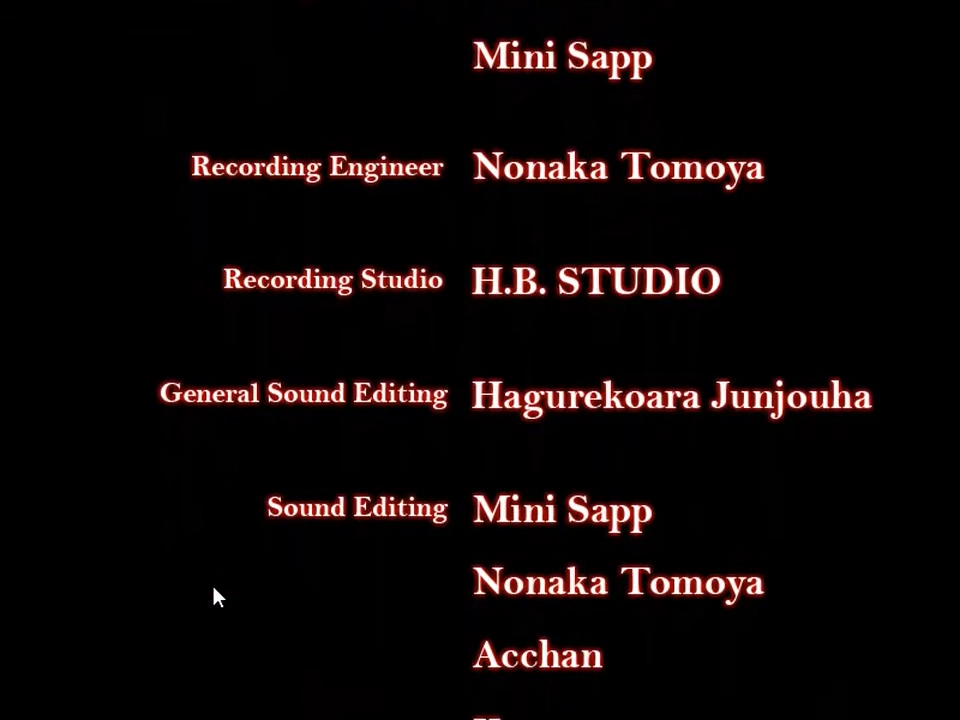 Mini Sapp
Recording Engineer Nonaka Tomoya
Recording Studio H.B. STUDIO
General Sound Editing Hagurekoara Junjouha
Sound Editing Mini Sapp
Nonaka Tomoya
Acchan